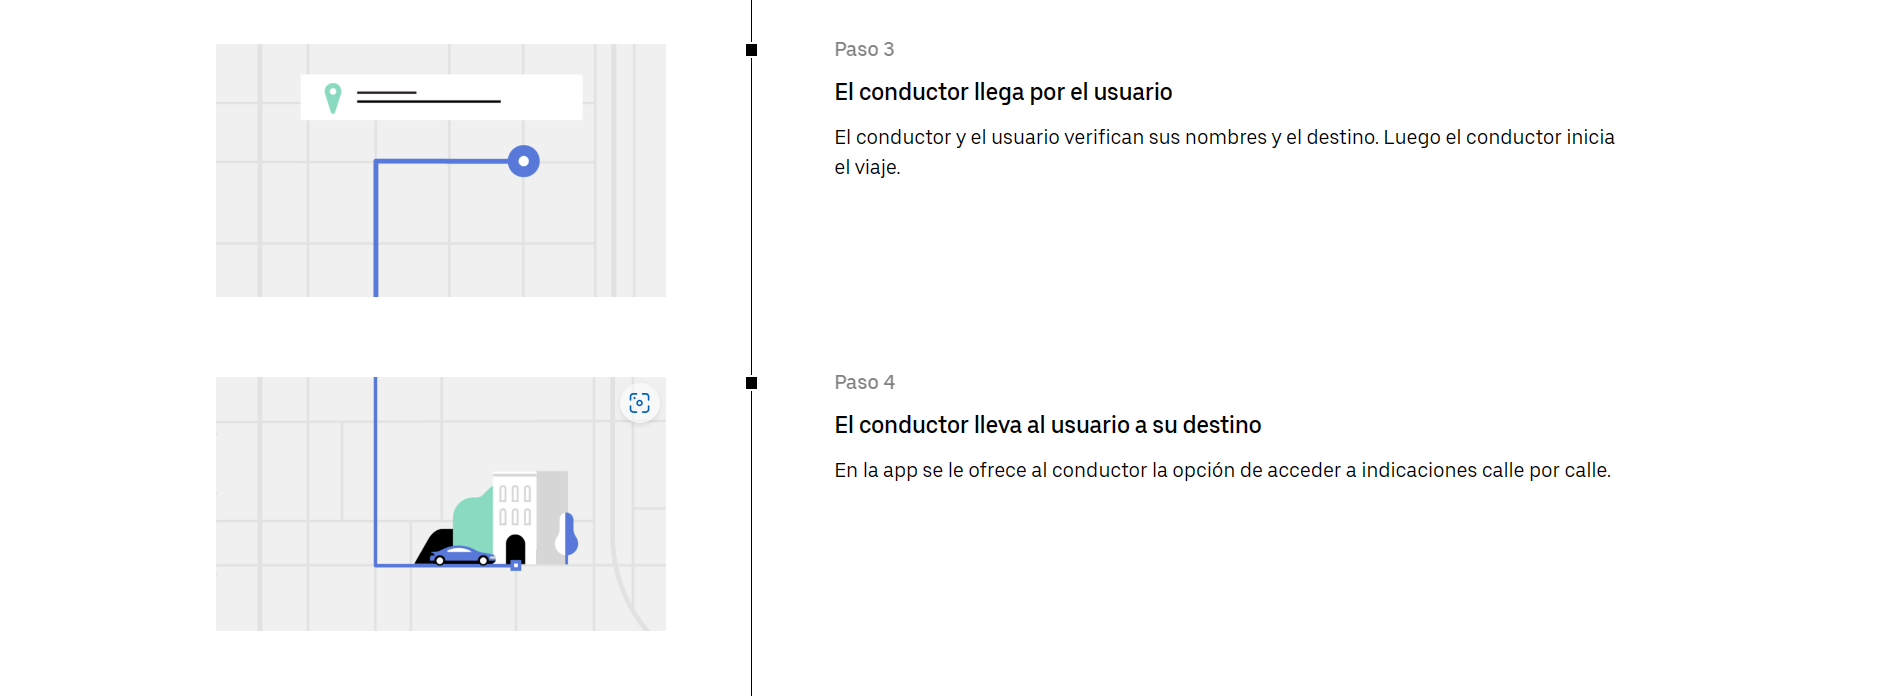 Paso 3
El conductor llega por el usuario
El conductor y el usuario verifican sus nombres y el destino. Luego el conductor inicia
el viaje.
Paso 4
El conductor lleva al usuario a su destino
En la app se le ofrece al conductor la opción de acceder a indicaciones calle por calle.